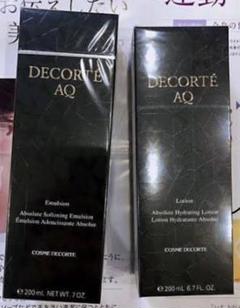 DECORTÉ
AQ
Emulsion
Absolute Softening Emulsion
Émulsion Adoucissante Absolue
COSME DECORTE
℮ 200 mL NET WT. 7 OZ.
DECORTÉ
AQ
Lotion
Absolute Hydrating Lotion
Lotion Hydratante Absolue
COSME DECORTE
℮ 200 mL 6.7 FL. OZ.